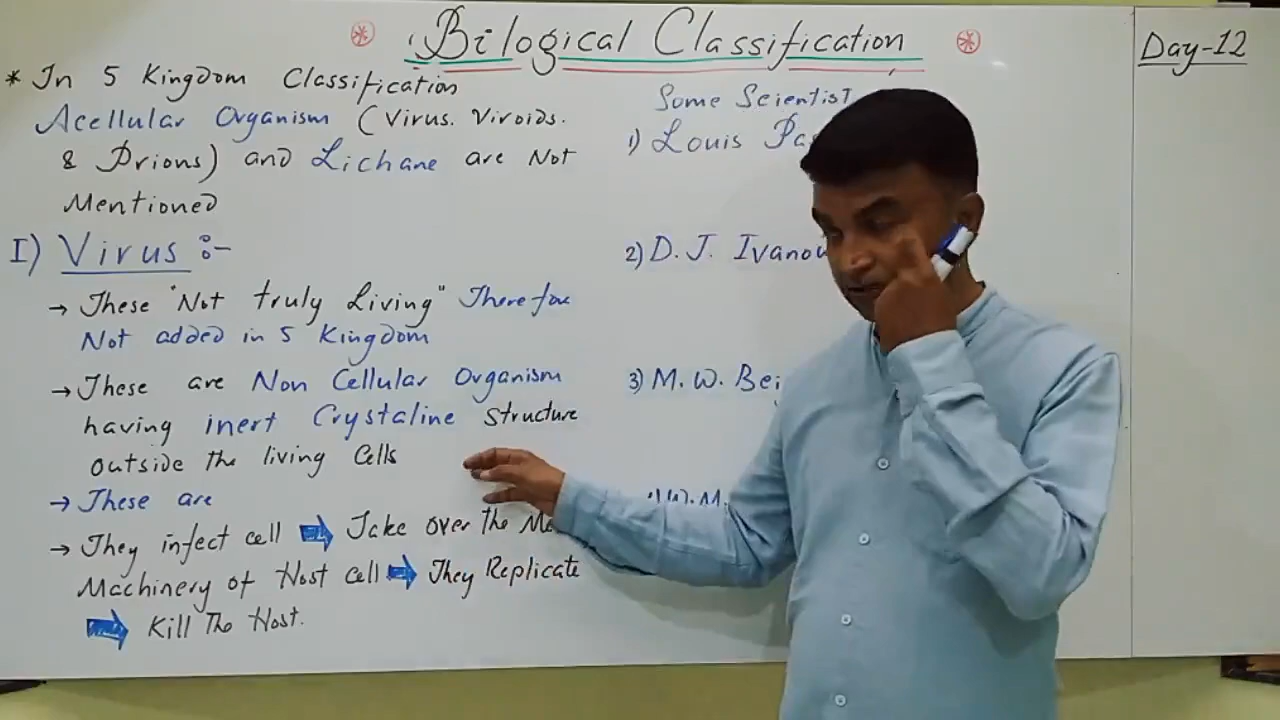 Bilogical Classification
Day-12
* In 5 Kingdom Classification
Acellular Organism (Virus. Viroids.
& Prions) and Lichane are Not
Mentioned
I) Virus :-
→ These "Not truly Living" Therefore
Not added in 5 Kingdom
→ These are Non Cellular Organism
having inert Crystaline Structure
outside the living Cells
→ These are
→ They infect cell ➡ Take over the
Machinery of Host Cell ➡ They Replicate
➡ Kill The Host.
Some Scientist
1) Louis
2) D. J.
3) M. W.
W. M.